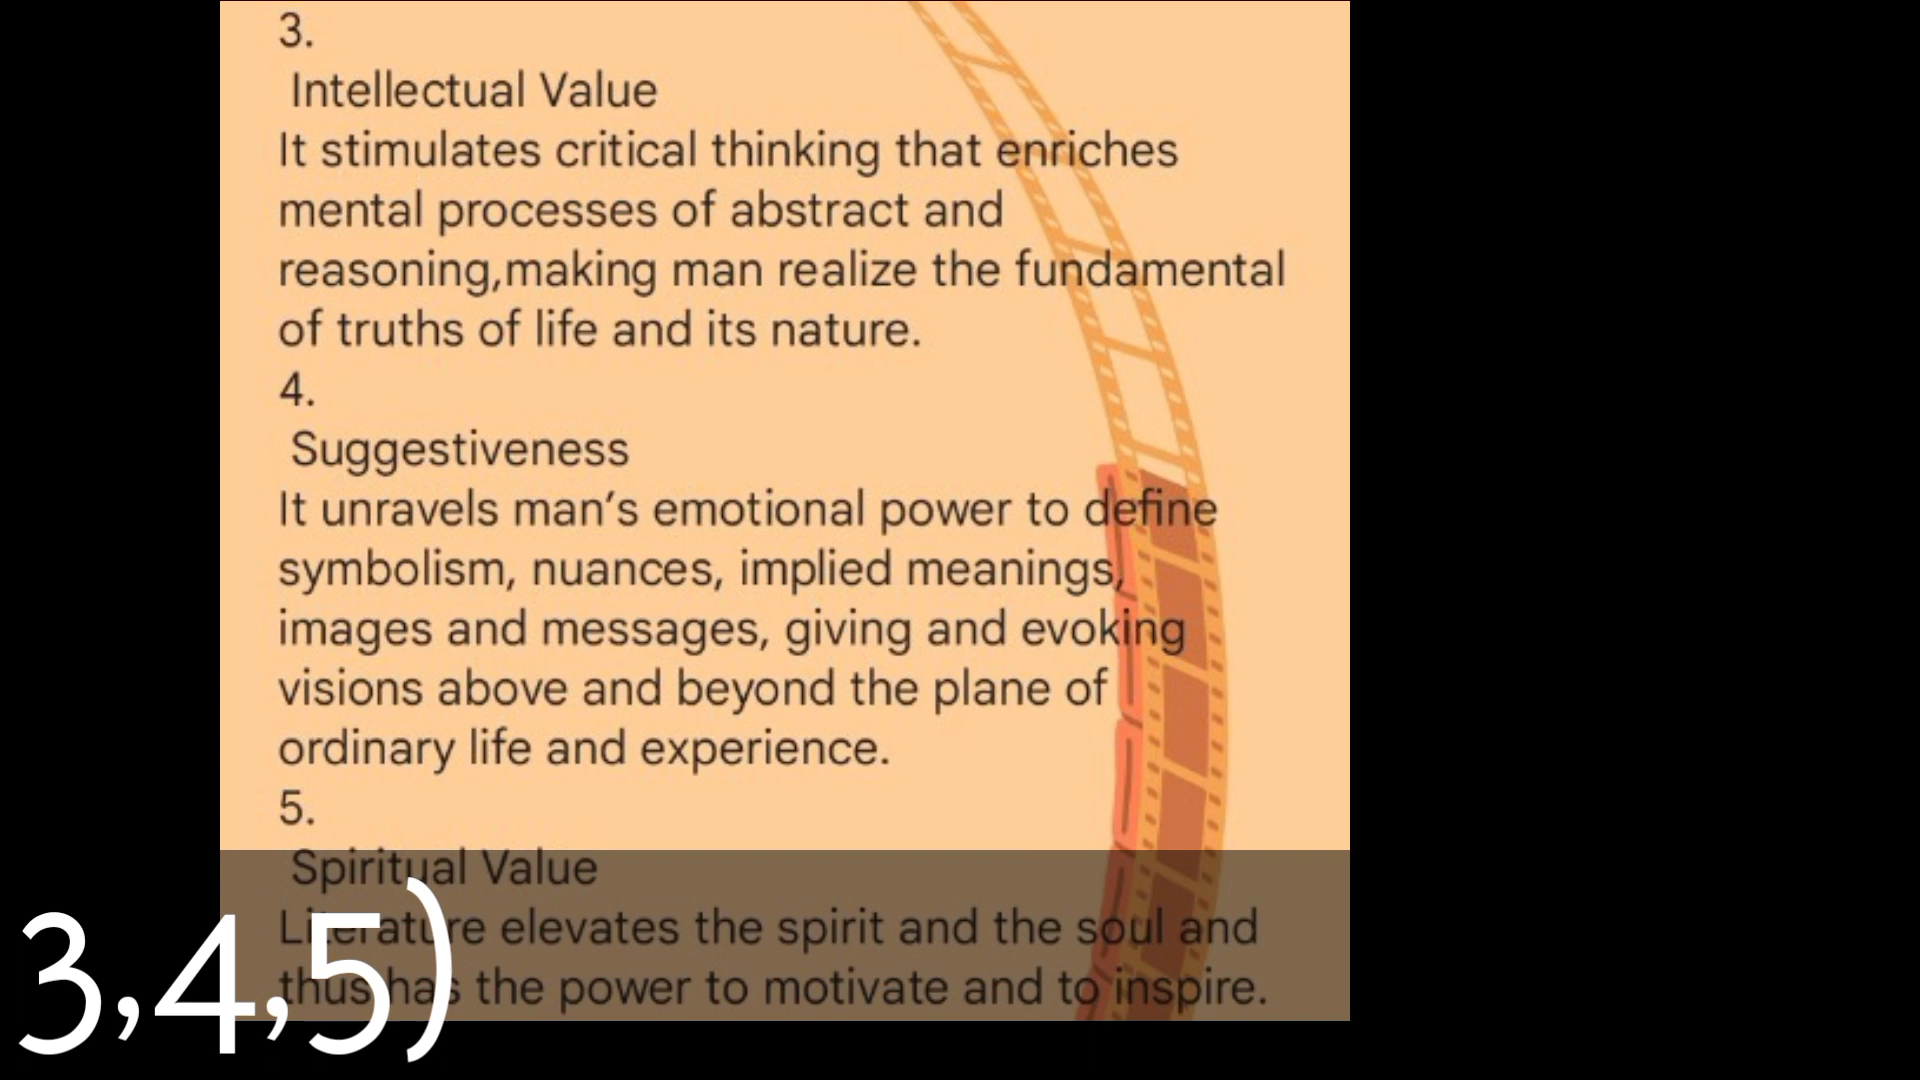 3.
Intellectual Value
It stimulates critical thinking that enriches
mental processes of abstract and
reasoning,making man realize the fundamental
of truths of life and its nature.
4.
Suggestiveness
It unravels man’s emotional power to define
symbolism, nuances, implied meanings,
images and messages, giving and evoking
visions above and beyond the plane of
ordinary life and experience.
5.
Spiritual Value
Literature elevates the spirit and the soul and
thus has the power to motivate and to inspire.
3,4,5)